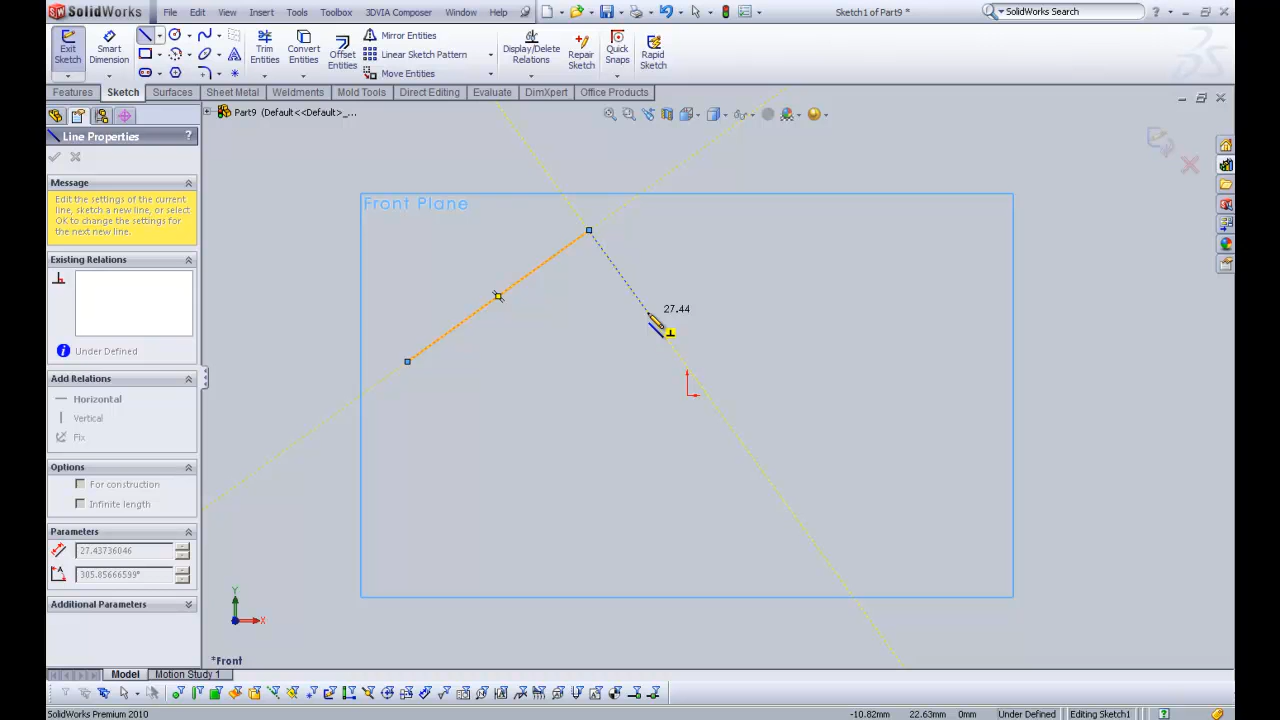 SolidWorks File Edit View Insert Tools Toolbox 3DVIA Composer Window Help Sketch1 of Part9 * SolidWorks Search ?
Exit Sketch
Smart Dimension
Trim Entities
Convert Entities
Offset Entities
Mirror Entities
Linear Sketch Pattern
Move Entities
Display/Delete Relations
Repair Sketch
Quick Snaps
Rapid Sketch
Features Sketch Surfaces Sheet Metal Weldments Mold Tools Direct Editing Evaluate DimXpert Office Products
Part9 (Default<<Default>_...
Line Properties ?
Message
Edit the settings of the current
line, sketch a new line, or select
OK to change the settings for
the next new line.
Existing Relations
Under Defined
Add Relations
Horizontal
Vertical
Fix
Options
For construction
Infinite length
Parameters
27.43736046
305.85666599°
Additional Parameters
Front Plane
27.44
Y
X
*Front
Model Motion Study 1
SolidWorks Premium 2010 -10.82mm 22.63mm 0mm Under Defined Editing Sketch1 ?